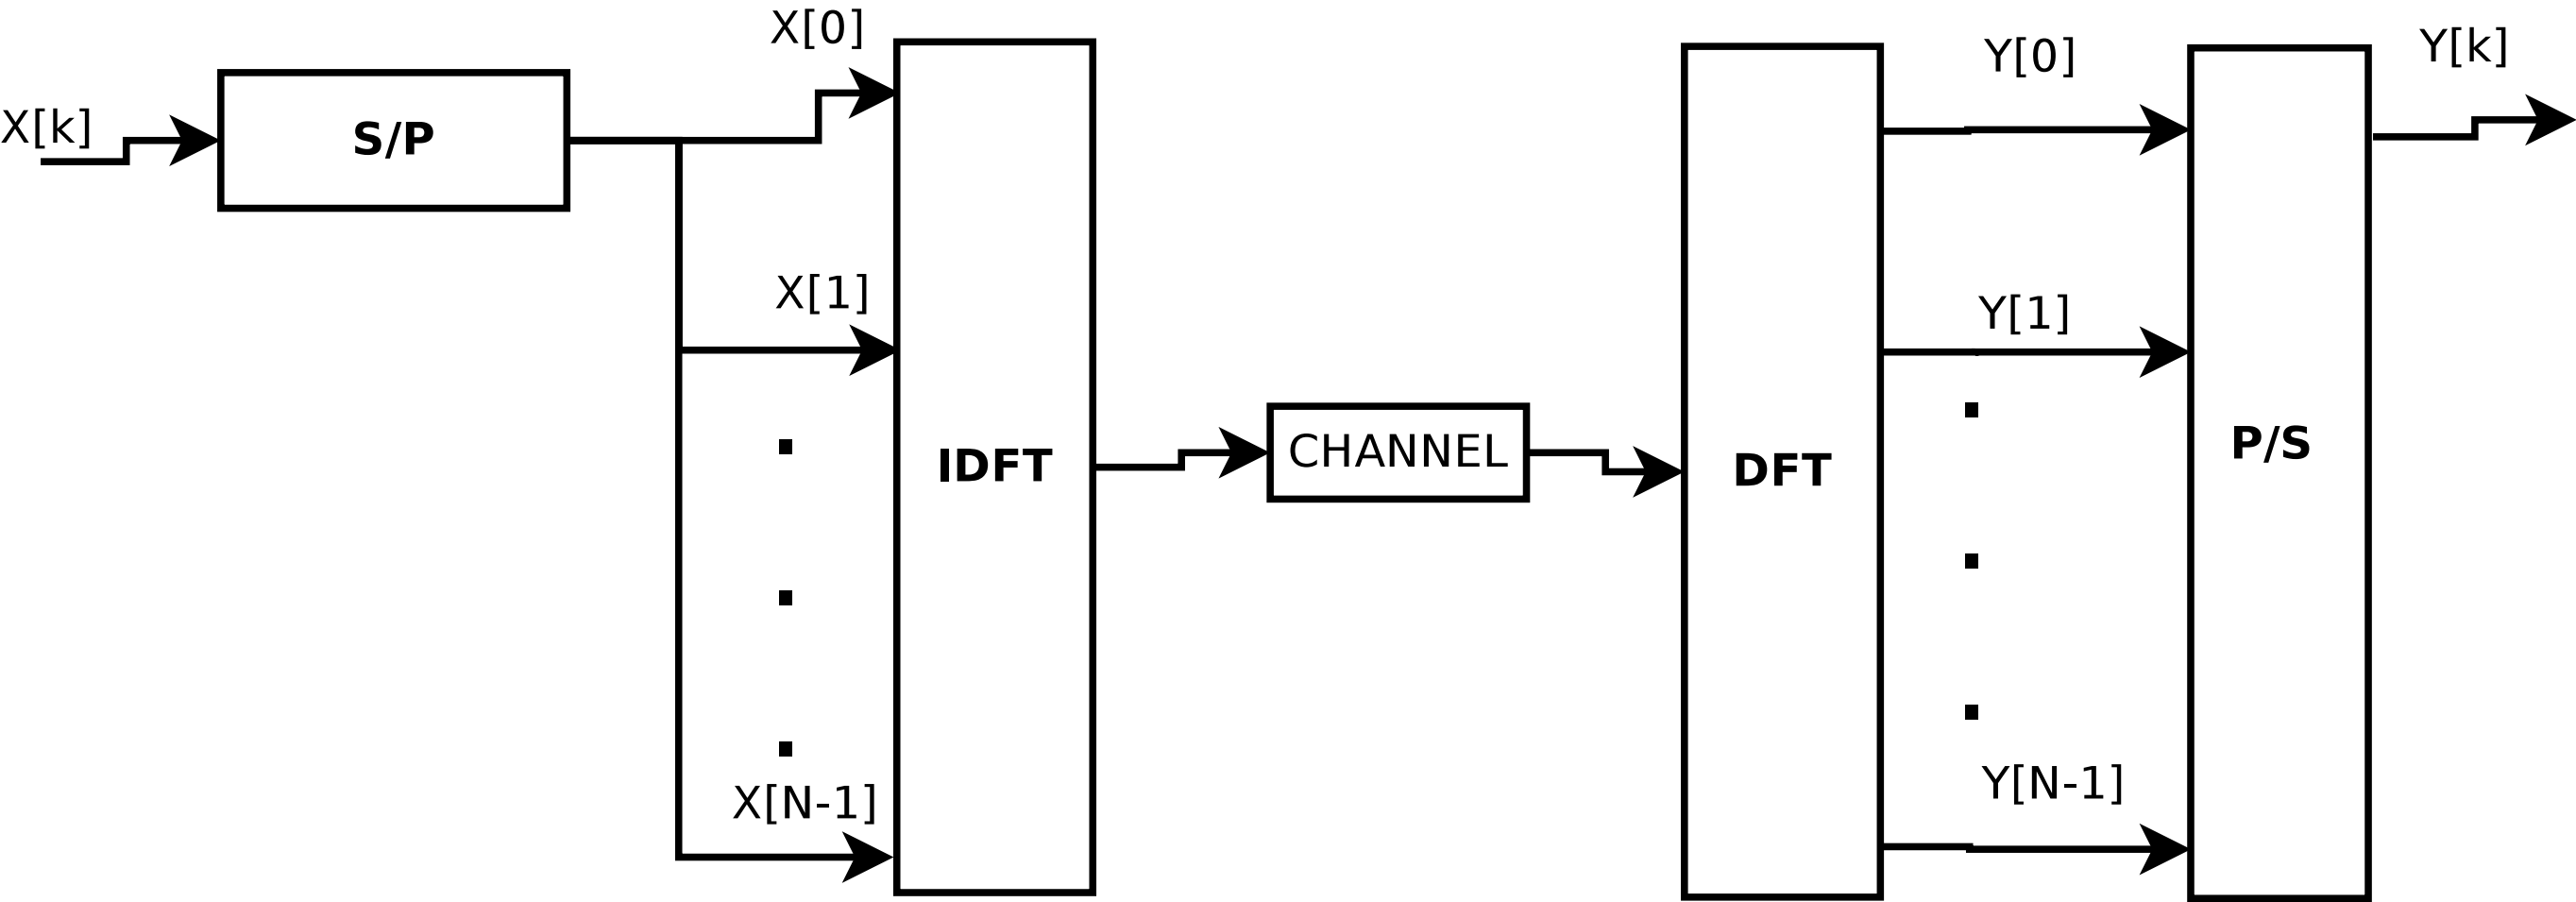 X[k]
S/P
X[0]
X[1]
X[N-1]
IDFT
CHANNEL
DFT
Y[0]
Y[1]
Y[N-1]
P/S
Y[k]